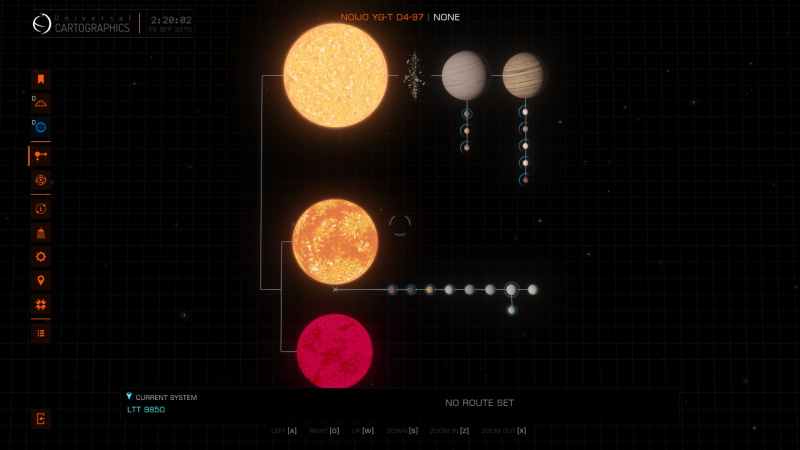 Universal
CARTOGRAPHICS
2:20:02
NOIJO YG-T D4-97 | NONE
CURRENT SYSTEM
LTT 9850
NO ROUTE SET
LEFT [A] RIGHT [D] UP [W] DOWN [S] ZOOM IN [Z] ZOOM OUT [X]